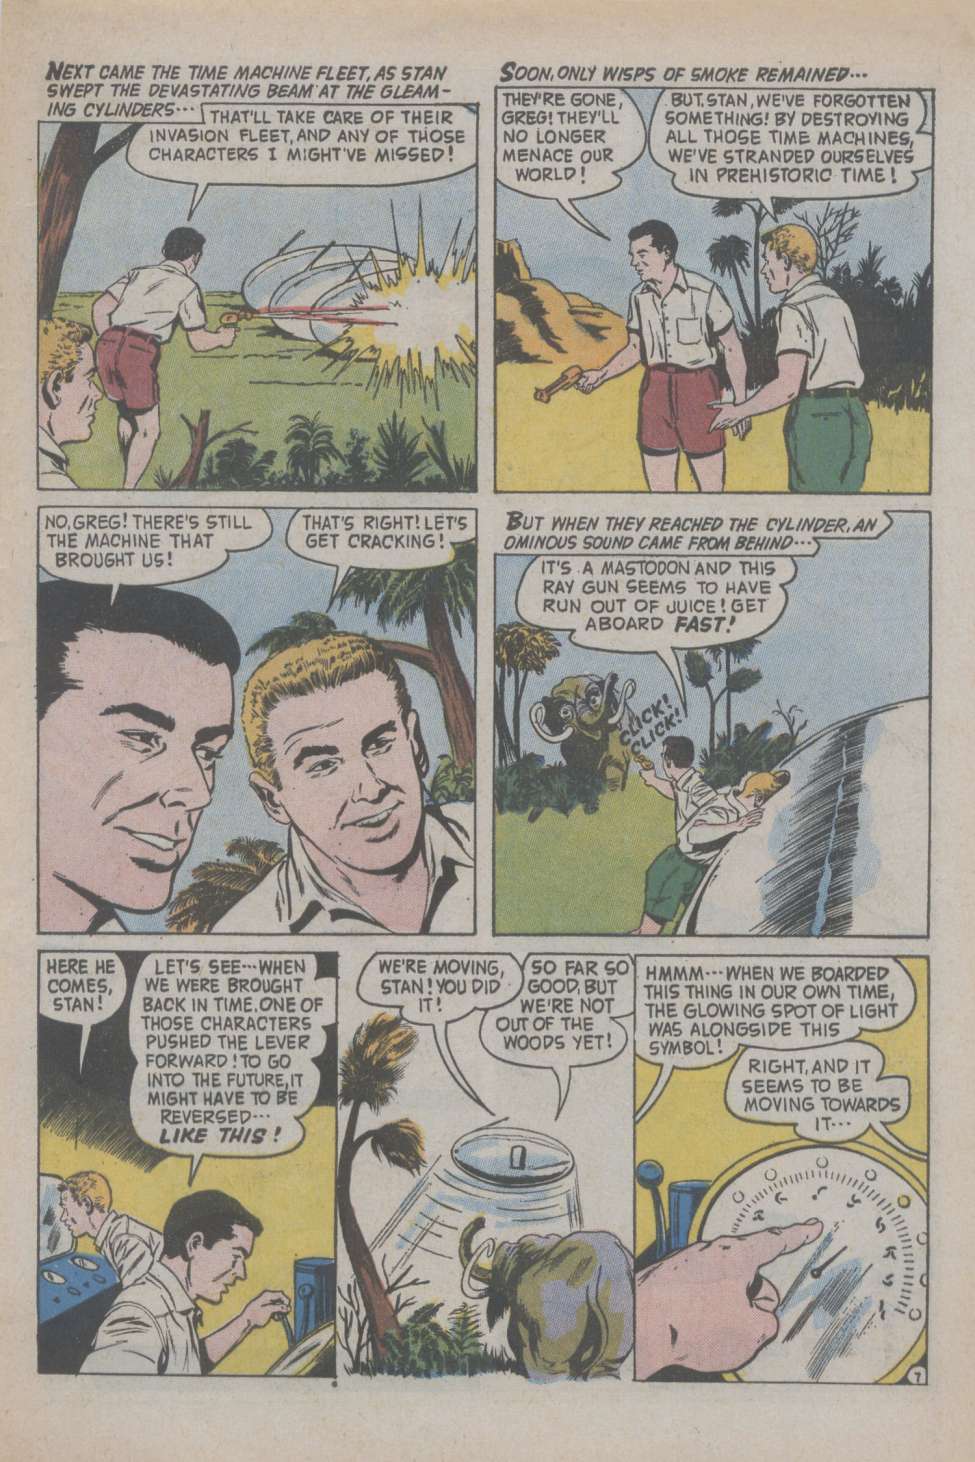 NEXT CAME THE TIME MACHINE FLEET, AS STAN
SWEPT THE DEVASTATING BEAM AT THE GLEAM-
ING CYLINDERS...
THAT'LL TAKE CARE OF THEIR
INVASION FLEET, AND ANY OF THOSE
CHARACTERS I MIGHT'VE MISSED!
SOON, ONLY WISPS OF SMOKE REMAINED...
THEY'RE GONE,
GREG! THEY'LL
NO LONGER
MENACE OUR
WORLD!
BUT, STAN, WE'VE FORGOTTEN
SOMETHING! BY DESTROYING
ALL THOSE TIME MACHINES,
WE'VE STRANDED OURSELVES
IN PREHISTORIC TIME!
NO, GREG! THERE'S STILL
THE MACHINE THAT
BROUGHT US!
THAT'S RIGHT! LET'S
GET CRACKING!
BUT WHEN THEY REACHED THE CYLINDER, AN
OMINOUS SOUND CAME FROM BEHIND...
IT'S A MASTODON AND THIS
RAY GUN SEEMS TO HAVE
RUN OUT OF JUICE! GET
ABOARD FAST!
CLICK!
CLICK!
HERE HE
COMES,
STAN!
LET'S SEE... WHEN
WE WERE BROUGHT
BACK IN TIME, ONE OF
THOSE CHARACTERS
PUSHED THE LEVER
FORWARD! TO GO
INTO THE FUTURE, IT
MIGHT HAVE TO BE
REVERSED...
LIKE THIS!
WE'RE MOVING,
STAN! YOU DID
IT!
SO FAR SO
GOOD, BUT
WE'RE NOT
OUT OF THE
WOODS YET!
HMMM... WHEN WE BOARDED
THIS THING IN OUR OWN TIME,
THE GLOWING SPOT OF LIGHT
WAS ALONGSIDE THIS
SYMBOL!
RIGHT, AND IT
SEEMS TO BE
MOVING TOWARDS
IT...
7